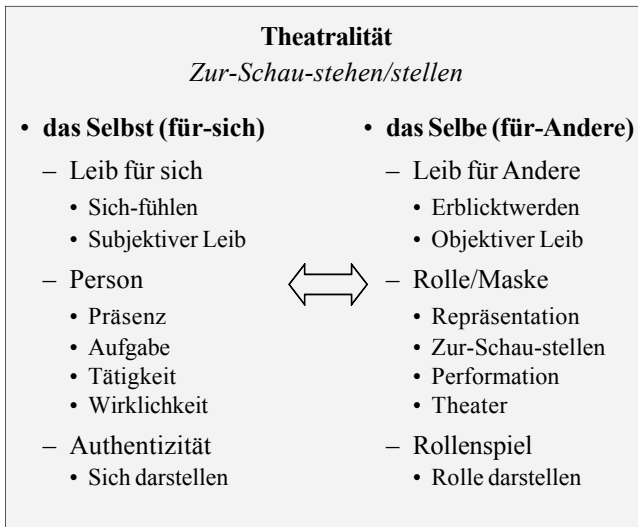 Theatralität
Zur-Schau-stehen/stellen
• das Selbst (für-sich)
– Leib für sich
• Sich-fühlen
• Subjektiver Leib
– Person
• Präsenz
• Aufgabe
• Tätigkeit
• Wirklichkeit
– Authentizität
• Sich darstellen
• das Selbe (für-Andere)
– Leib für Andere
• Erblicktwerden
• Objektiver Leib
– Rolle/Maske
• Repräsentation
• Zur-Schau-stellen
• Performation
• Theater
– Rollenspiel
• Rolle darstellen